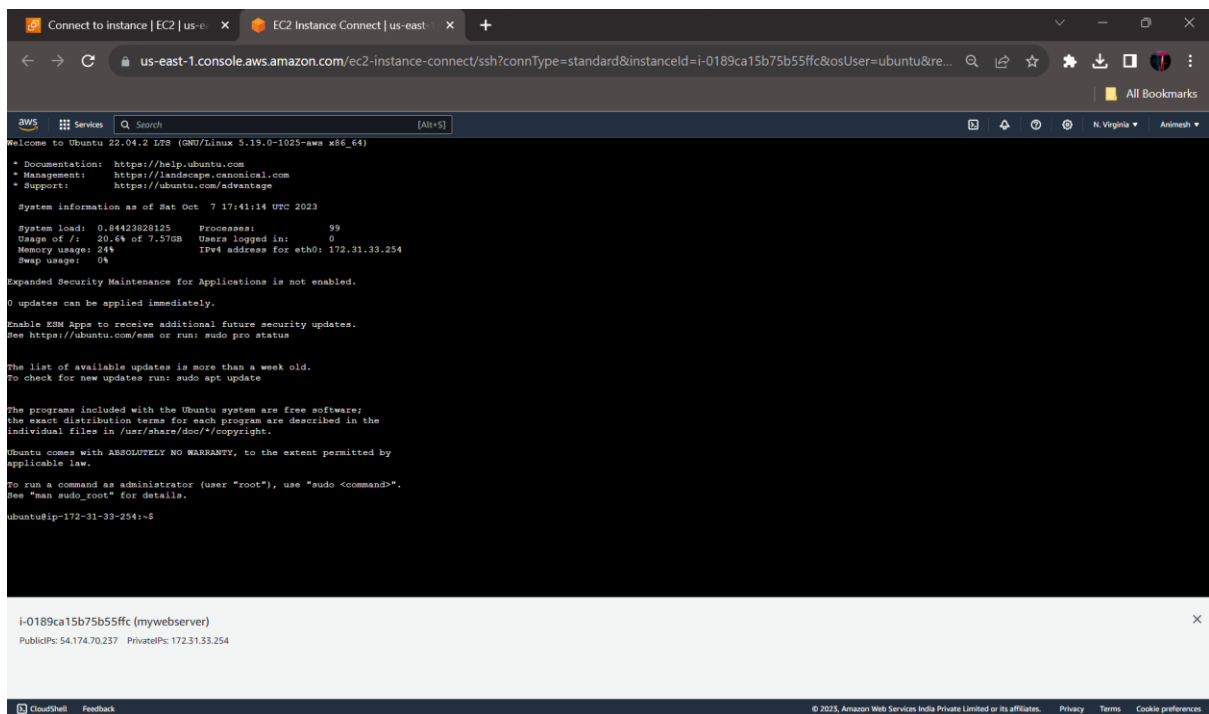 Connect to instance | EC2 | us-ea
EC2 Instance Connect | us-east-1
us-east-1.console.aws.amazon.com/ec2-instance-connect/ssh?connType=standard&instanceId=i-0189ca15b75b55ffc&osUser=ubuntu&re...
All Bookmarks
aws Services Search [Alt+S] N. Virginia Animesh
Welcome to Ubuntu 22.04.2 LTS (GNU/Linux 5.19.0-1025-aws x86_64)
* Documentation: https://help.ubuntu.com
* Management: https://landscape.canonical.com
* Support: https://ubuntu.com/advantage
System information as of Sat Oct 7 17:41:14 UTC 2023
System load: 0.84423828125 Processes: 99
Usage of /: 20.6% of 7.57GB Users logged in: 0
Memory usage: 24% IPv4 address for eth0: 172.31.33.254
Swap usage: 0%
Expanded Security Maintenance for Applications is not enabled.
0 updates can be applied immediately.
Enable ESM Apps to receive additional future security updates.
See https://ubuntu.com/esm or run: sudo pro status
The list of available updates is more than a week old.
To check for new updates run: sudo apt update
The programs included with the Ubuntu system are free software;
the exact distribution terms for each program are described in the
individual files in /usr/share/doc/*/copyright.
Ubuntu comes with ABSOLUTELY NO WARRANTY, to the extent permitted by
applicable law.
To run a command as administrator (user "root"), use "sudo <command>".
See "man sudo_root" for details.
ubuntu@ip-172-31-33-254:~$
i-0189ca15b75b55ffc (mywebserver)
PublicIPs: 54.174.70.237 PrivateIPs: 172.31.33.254
CloudShell Feedback © 2023, Amazon Web Services India Private Limited or its affiliates. Privacy Terms Cookie preferences